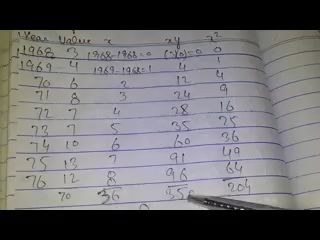 Year Value x xy x²
1968 3 1968-1968=0 (3×0)=0 0
1969 4 1969-1968=1 4 1
70 6 2 12 4
71 8 3 24 9
72 7 4 28 16
73 7 5 35 25
74 10 6 60 36
75 13 7 91 49
76 12 8 96 64
70 36 350 204